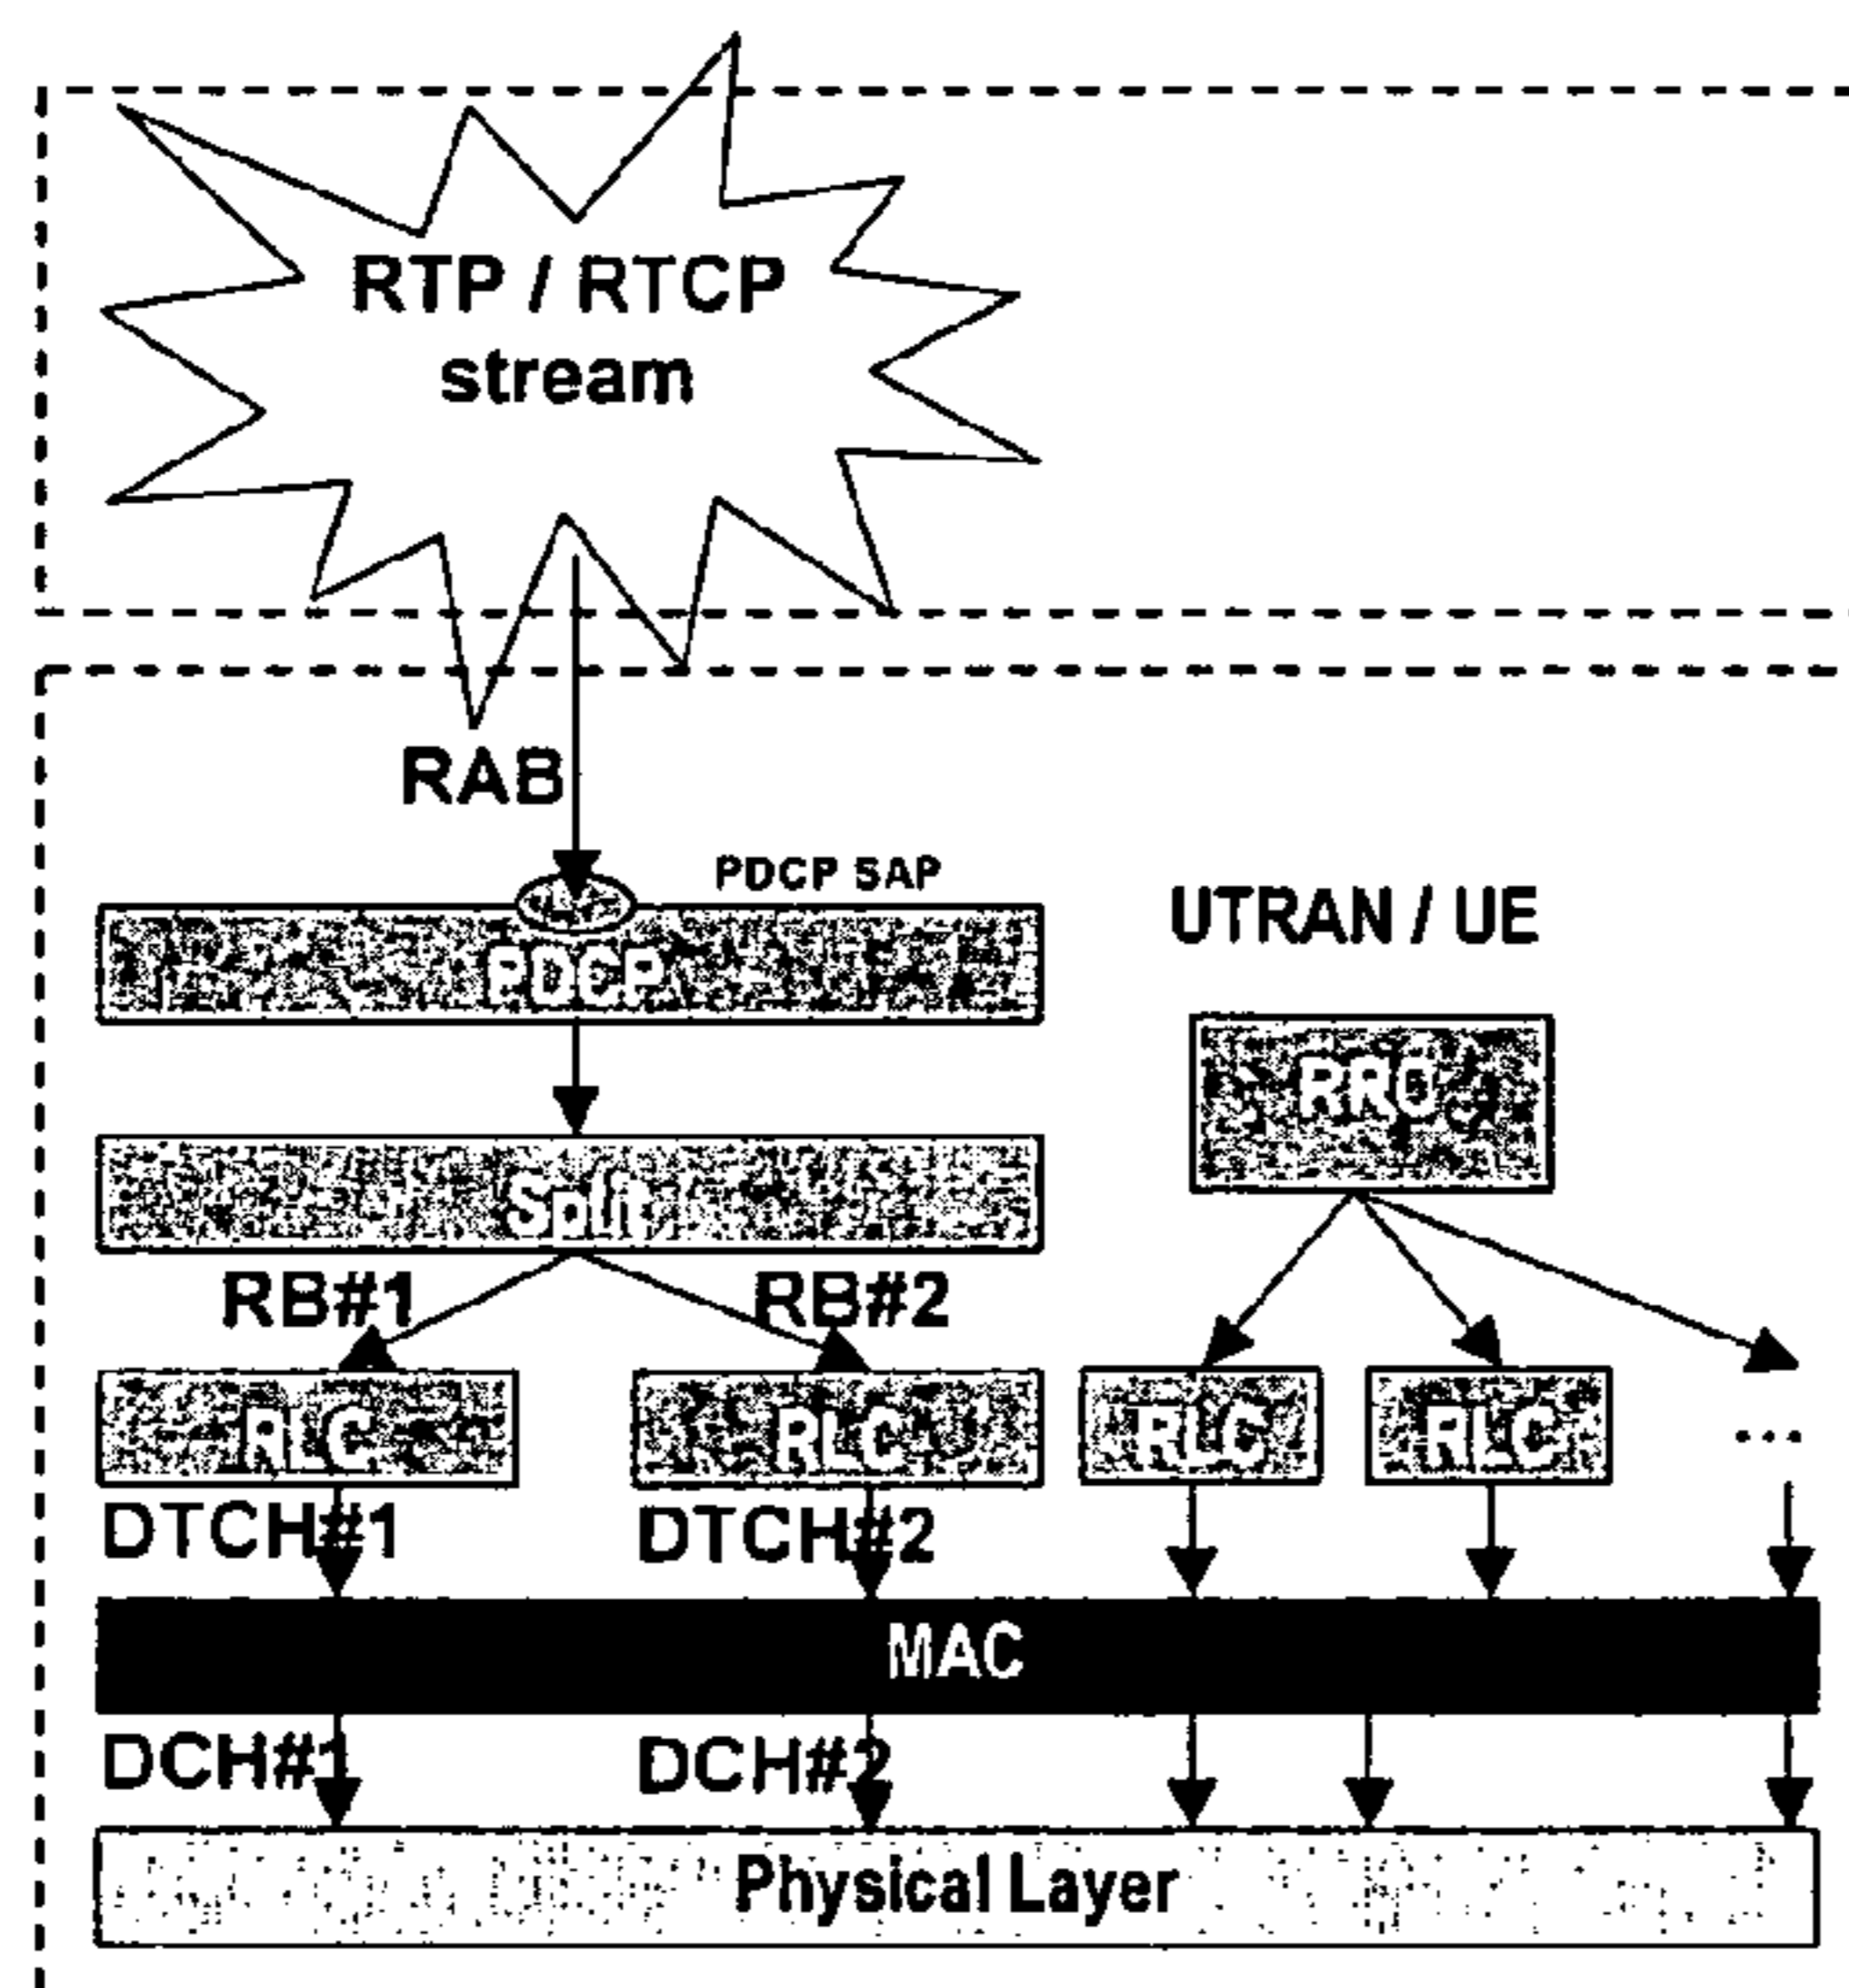 RTP / RTCP
stream
RAB
PDCP SAP
UTRAN / UE
PDCP
RRC
Split
RB#1
RB#2
RLC
RLC
RLC
RLC
...
DTCH#1
DTCH#2
MAC
DCH#1
DCH#2
Physical Layer